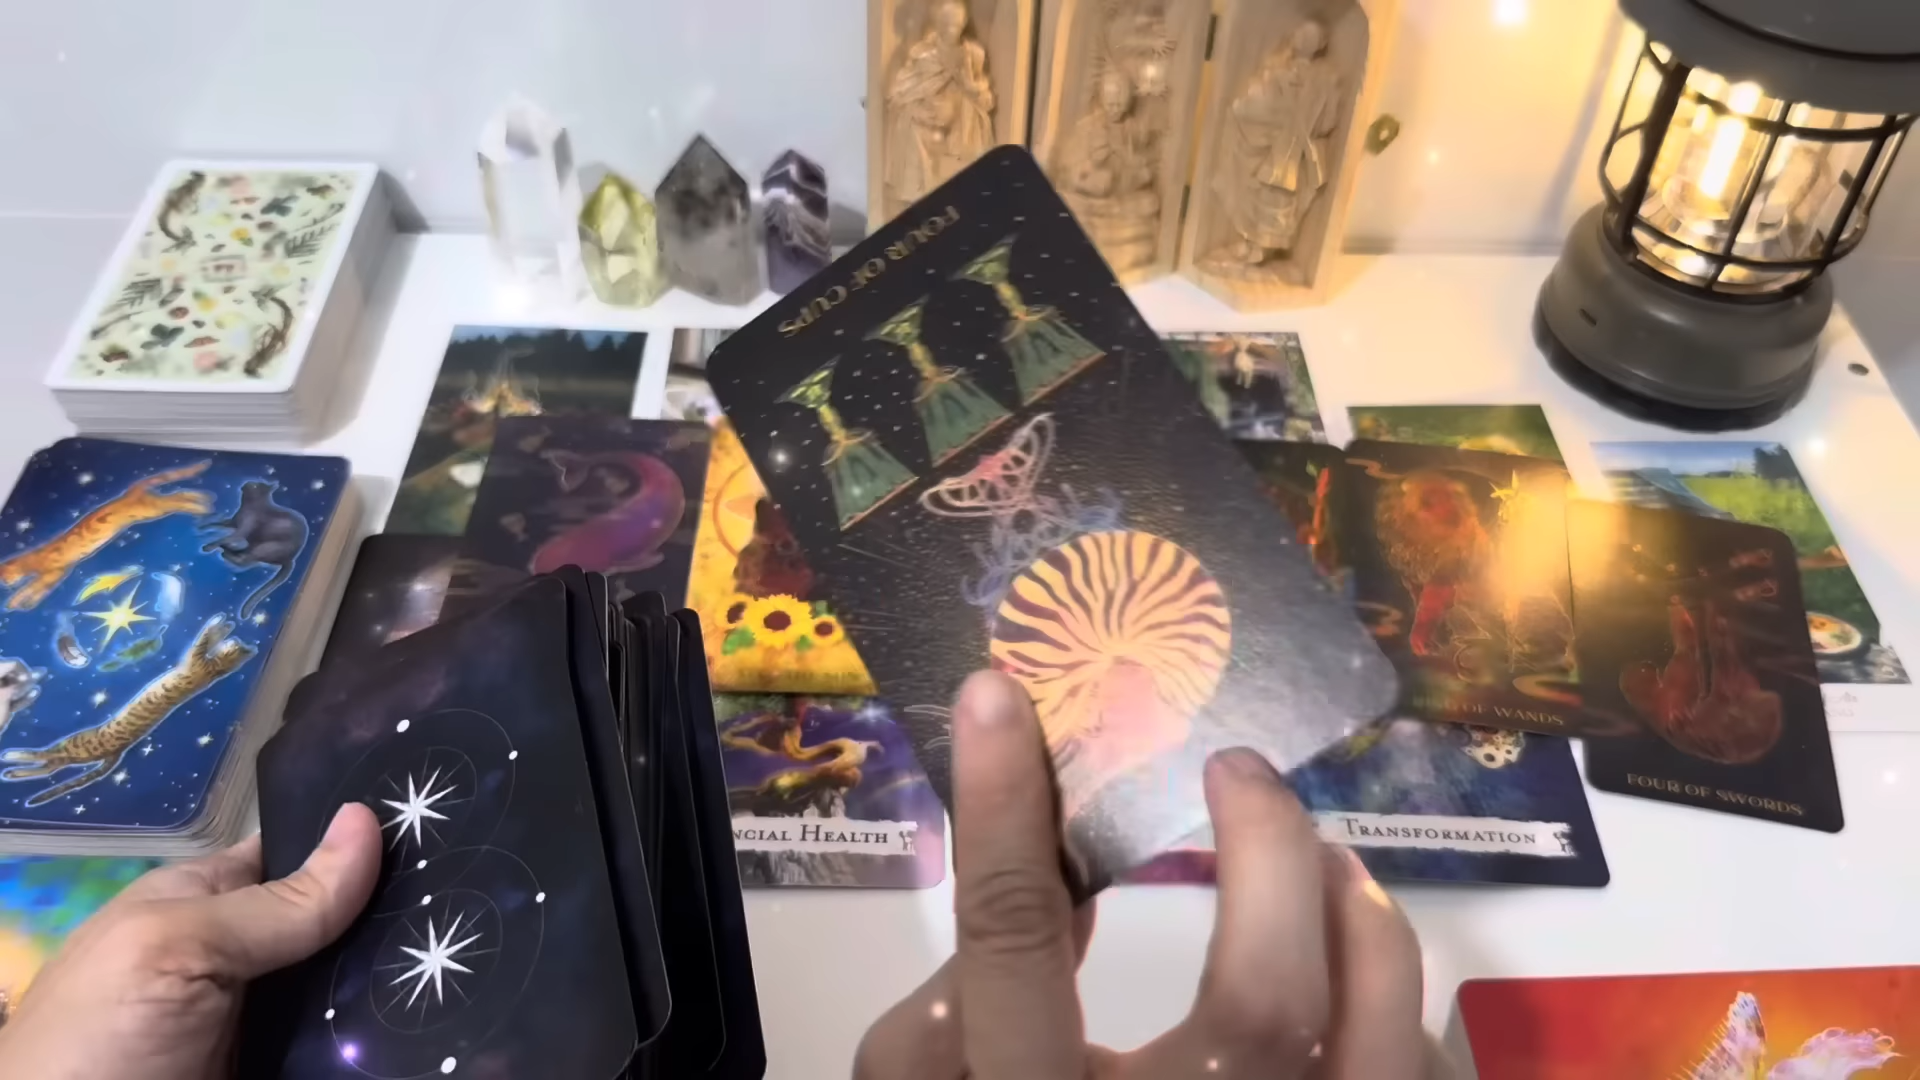 FOUR OF CUPS
OF WANDS
FOUR OF SWORDS
NCIAL HEALTH
TRANSFORMATION